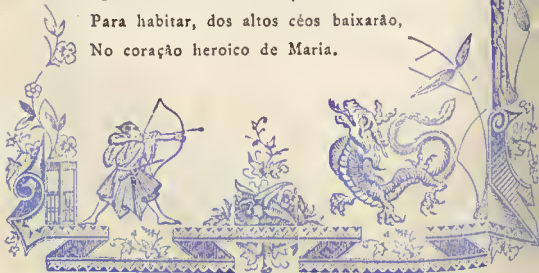 Para habitar, dos altos céos baixarão,
No coração heroico de Maria.